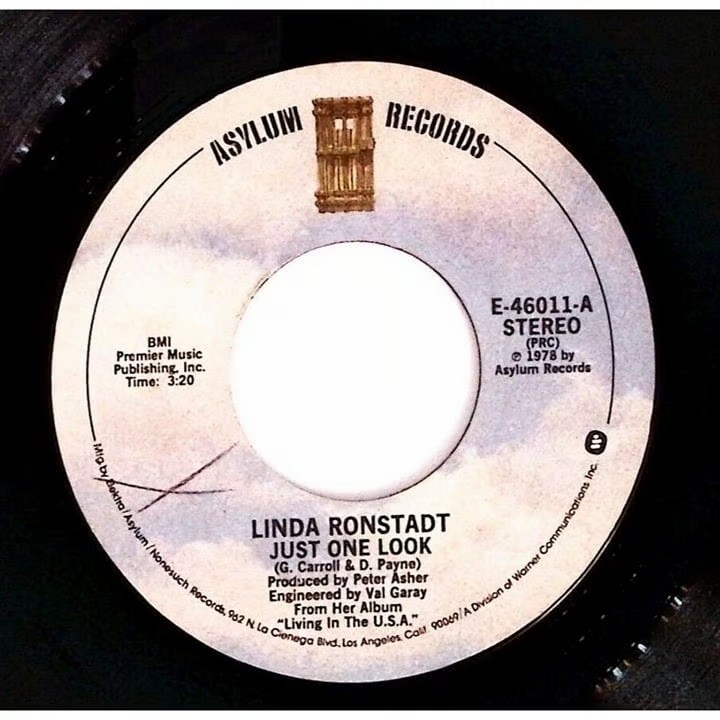 ASYLUM RECORDS
E-46011-A
STEREO
(PRC)
℗ 1978 by
Asylum Records
BMI
Premier Music
Publishing, Inc.
Time: 3:20
LINDA RONSTADT
JUST ONE LOOK
(G. Carroll & D. Payne)
Produced by Peter Asher
Engineered by Val Garay
From Her Album
"Living In The U.S.A."
Mfg by Elektra/Asylum/Nonesuch Records, 962 N. La Cienega Blvd., Los Angeles, Calif. 90069/A Division of Warner Communications Inc.